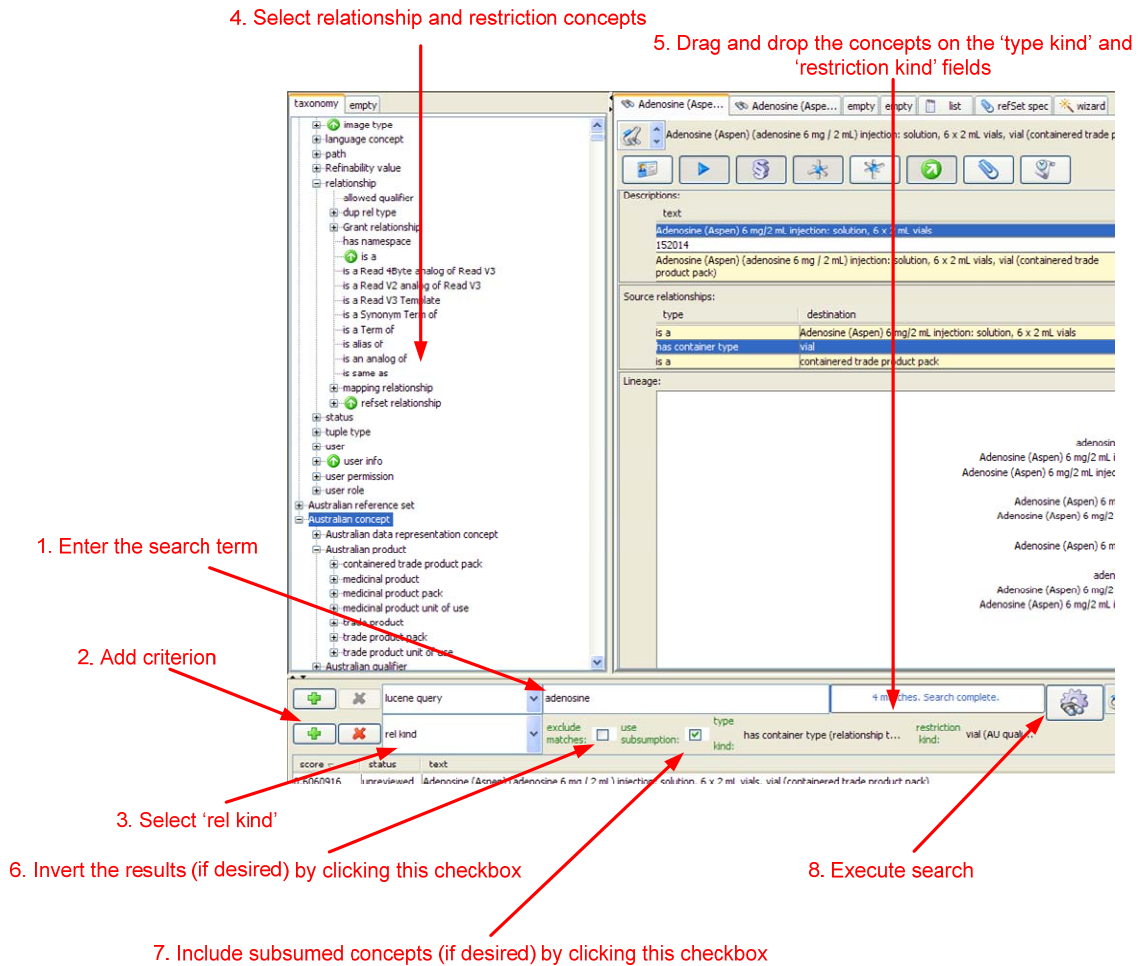 4. Select relationship and restriction concepts
5. Drag and drop the concepts on the ‘type kind’ and
‘restriction kind’ fields
taxonomy empty
image type
language concept
path
Refinability value
relationship
allowed qualifier
dup rel type
Grant relationship
has namespace
is a
is a Read 4Byte analog of Read V3
is a Read V2 analog of Read V3
is a Read V3 Template
is a Synonym Term of
is a Term of
is alias of
is an analog of
is same as
mapping relationship
refset relationship
status
tuple type
user
user info
user permission
user role
Australian reference set
Australian concept
Australian data representation concept
Australian product
containered trade product pack
medicinal product
medicinal product pack
medicinal product unit of use
trade product
trade product pack
trade product unit of use
Australian qualifier
Adenosine (Aspe... Adenosine (Aspe... empty empty list refSet spec wizard
Adenosine (Aspen) (adenosine 6 mg / 2 mL) injection: solution, 6 x 2 mL vials, vial (containered trade p
Descriptions:
text
Adenosine (Aspen) 6 mg/2 mL injection: solution, 6 x 2 mL vials
152014
Adenosine (Aspen) (adenosine 6 mg / 2 mL) injection: solution, 6 x 2 mL vials, vial (containered trade
product pack)
Source relationships:
type destination
is a Adenosine (Aspen) 6 mg/2 mL injection: solution, 6 x 2 mL vials
has container type vial
is a containered trade product pack
Lineage:
adenosin
Adenosine (Aspen) 6 mg/2 mL i
Adenosine (Aspen) 6 mg/2 mL injec
Adenosine (Aspen) 6 m
Adenosine (Aspen) 6 mg/2
Adenosine (Aspen) 6 m
aden
Adenosine (Aspen) 6 mg/2
Adenosine (Aspen) 6 mg/2 mL i
1. Enter the search term
2. Add criterion
lucene query adenosine 4 matches. Search complete.
rel kind exclude matches: use subsumption: type kind: has container type (relationship t... restriction kind: vial (AU quali...
score status text
0.6060916 unreviewed Adenosine (Aspen) (adenosine 6 mg / 2 mL) injection: solution, 6 x 2 mL vials, vial (containered trade product pack)
3. Select ‘rel kind’
6. Invert the results (if desired) by clicking this checkbox
8. Execute search
7. Include subsumed concepts (if desired) by clicking this checkbox